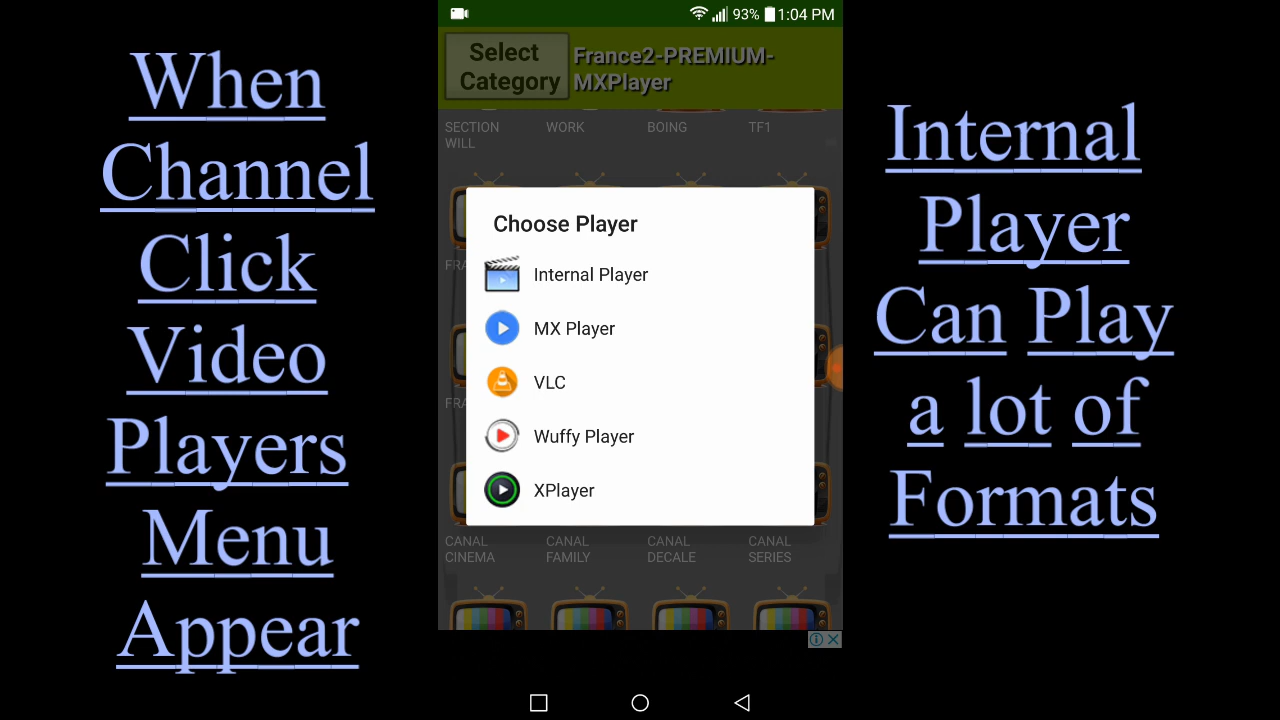 When
Channel
Click
Video
Players
Menu
Appear
93% 1:04 PM
Select
Category
France2-PREMIUM-
MXPlayer
SECTION
WILL
WORK
BOING
TF1
Choose Player
Internal Player
MX Player
VLC
Wuffy Player
XPlayer
FRA
FRA
CANAL
CINEMA
CANAL
FAMILY
CANAL
DECALE
CANAL
SERIES
Internal
Player
Can Play
a lot of
Formats